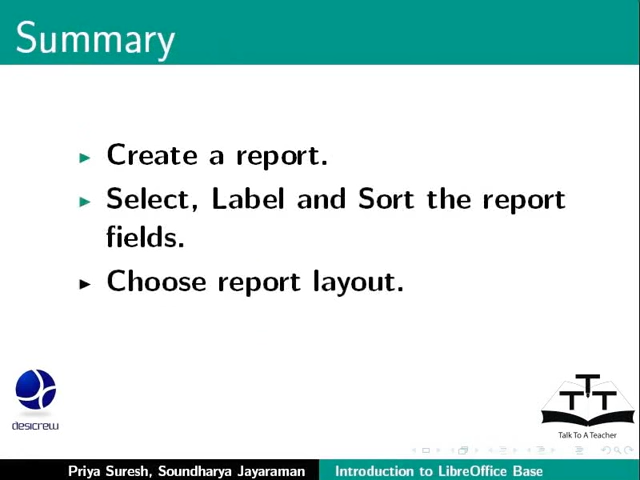 Summary
Create a report.
Select, Label and Sort the report
fields.
Choose report layout.
desicrew
TTT
Talk To A Teacher
Priya Suresh, Soundharya Jayaraman
Introduction to LibreOffice Base